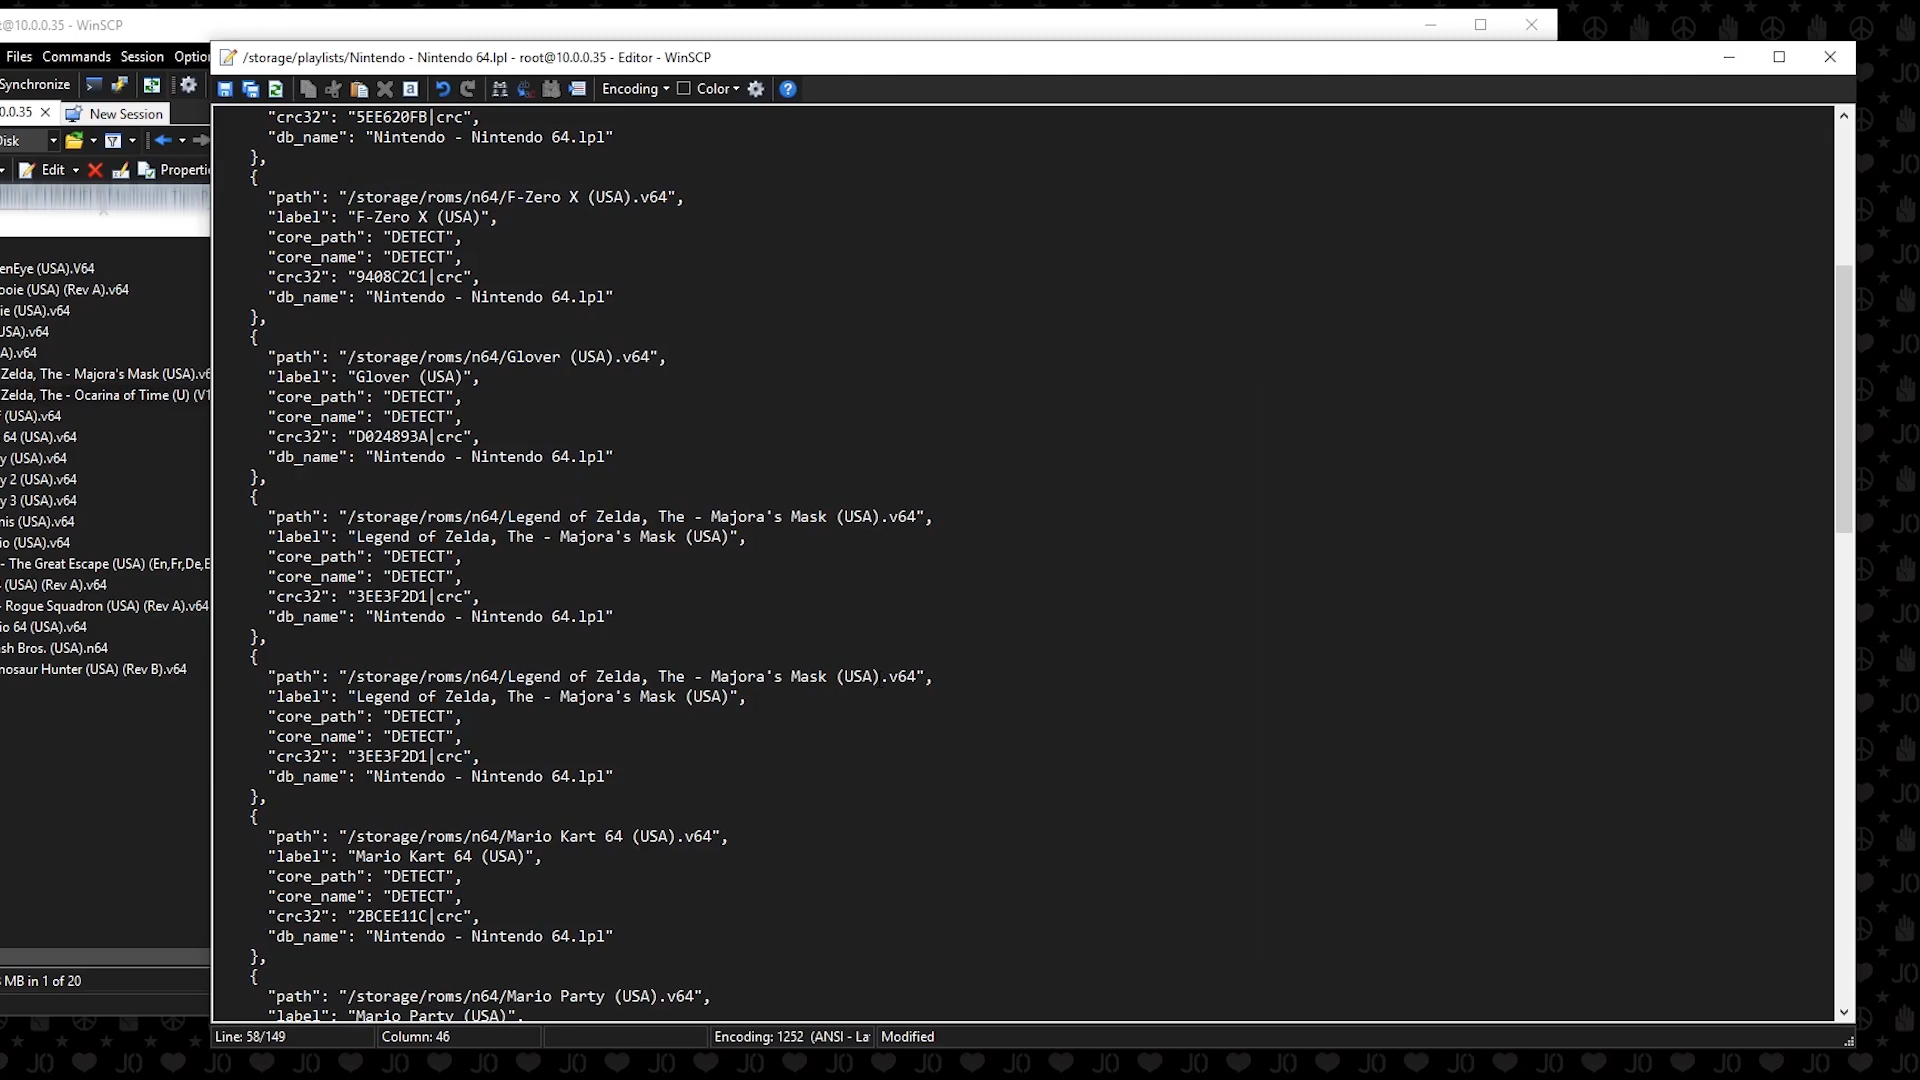 t@10.0.0.35 - WinSCP
Files Commands Session Optio
Synchronize
0.0.35 New Session
Disk
Edit Properti
enEye (USA).V64
ooie (USA) (Rev A).v64
ie (USA).v64
USA).v64
A).v64
Zelda, The - Majora's Mask (USA).v6
Zelda, The - Ocarina of Time (U) (V1
(USA).v64
64 (USA).v64
y (USA).v64
y 2 (USA).v64
y 3 (USA).v64
nis (USA).v64
io (USA).v64
- The Great Escape (USA) (En,Fr,De,E
(USA) (Rev A).v64
- Rogue Squadron (USA) (Rev A).v64
io 64 (USA).v64
sh Bros. (USA).n64
nosaur Hunter (USA) (Rev B).v64
MB in 1 of 20
/storage/playlists/Nintendo - Nintendo 64.lpl - root@10.0.0.35 - Editor - WinSCP
Encoding Color
"crc32": "5EE620FB|crc",
"db_name": "Nintendo - Nintendo 64.lpl"
},
{
"path": "/storage/roms/n64/F-Zero X (USA).v64",
"label": "F-Zero X (USA)",
"core_path": "DETECT",
"core_name": "DETECT",
"crc32": "9408C2C1|crc",
"db_name": "Nintendo - Nintendo 64.lpl"
},
{
"path": "/storage/roms/n64/Glover (USA).v64",
"label": "Glover (USA)",
"core_path": "DETECT",
"core_name": "DETECT",
"crc32": "D024893A|crc",
"db_name": "Nintendo - Nintendo 64.lpl"
},
{
"path": "/storage/roms/n64/Legend of Zelda, The - Majora's Mask (USA).v64",
"label": "Legend of Zelda, The - Majora's Mask (USA)",
"core_path": "DETECT",
"core_name": "DETECT",
"crc32": "3EE3F2D1|crc",
"db_name": "Nintendo - Nintendo 64.lpl"
},
{
"path": "/storage/roms/n64/Legend of Zelda, The - Majora's Mask (USA).v64",
"label": "Legend of Zelda, The - Majora's Mask (USA)",
"core_path": "DETECT",
"core_name": "DETECT",
"crc32": "3EE3F2D1|crc",
"db_name": "Nintendo - Nintendo 64.lpl"
},
{
"path": "/storage/roms/n64/Mario Kart 64 (USA).v64",
"label": "Mario Kart 64 (USA)",
"core_path": "DETECT",
"core_name": "DETECT",
"crc32": "2BCEE11C|crc",
"db_name": "Nintendo - Nintendo 64.lpl"
},
{
"path": "/storage/roms/n64/Mario Party (USA).v64",
"label": "Mario Party (USA)",
Line: 58/149 Column: 46 Encoding: 1252 (ANSI - La Modified